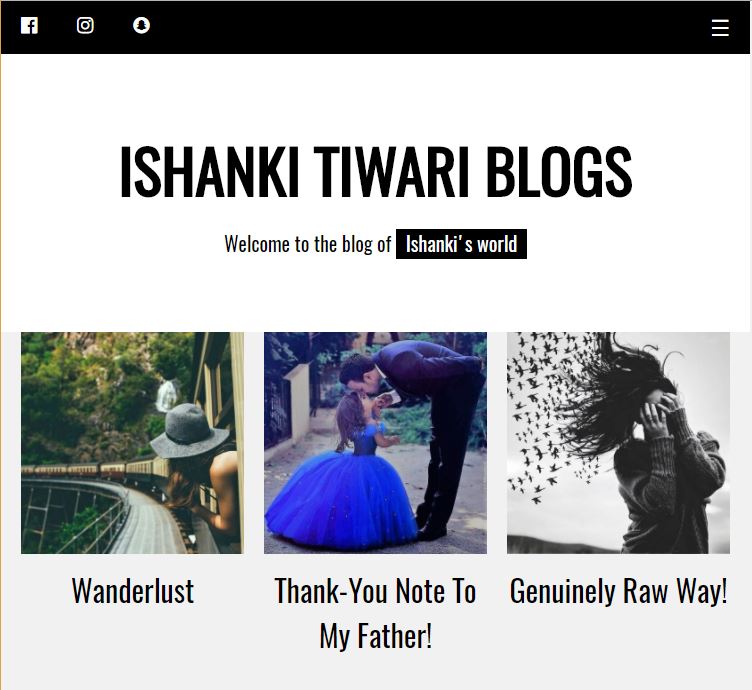 ISHANKI TIWARI BLOGS
Welcome to the blog of Ishanki's world
Wanderlust
Thank-You Note To
My Father!
Genuinely Raw Way!